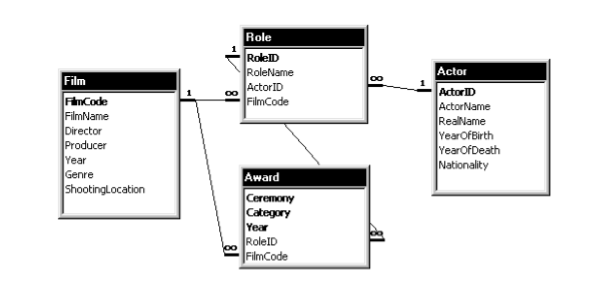 Role
1
RoleID
RoleName
ActorID
FilmCode
∞
∞
Film
FilmCode
FilmName
Director
Producer
Year
Genre
ShootingLocation
1
Actor
1
ActorID
ActorName
RealName
YearOfBirth
YearOfDeath
Nationality
Award
Ceremony
Category
Year
RoleID
FilmCode
∞
∞